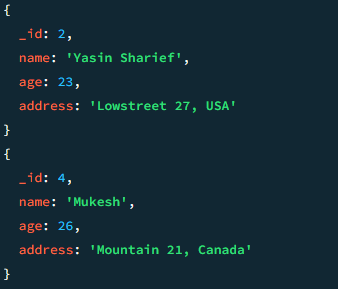 {
  _id: 2,
  name: 'Yasin Sharief',
  age: 23,
  address: 'Lowstreet 27, USA'
}
{
  _id: 4,
  name: 'Mukesh',
  age: 26,
  address: 'Mountain 21, Canada'
}